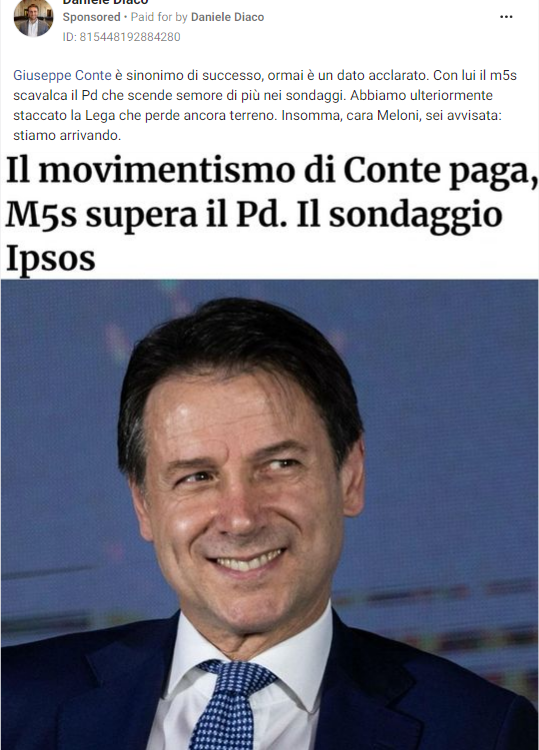 Daniele Diaco
Sponsored • Paid for by Daniele Diaco
ID: 815448192884280
Giuseppe Conte è sinonimo di successo, ormai è un dato acclarato. Con lui il m5s
scavalca il Pd che scende semore di più nei sondaggi. Abbiamo ulteriormente
staccato la Lega che perde ancora terreno. Insomma, cara Meloni, sei avvisata:
stiamo arrivando.
Il movimentismo di Conte paga,
M5s supera il Pd. Il sondaggio
Ipsos